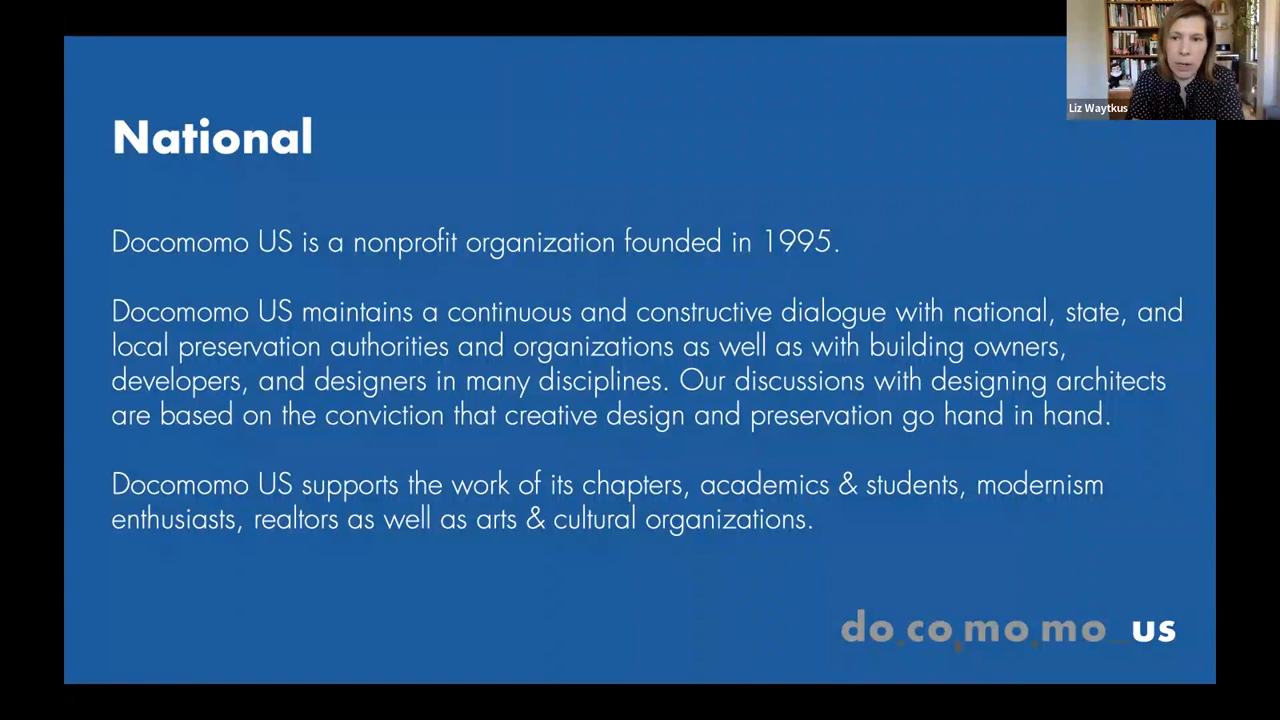 Liz Waytkus
National
Docomomo US is a nonprofit organization founded in 1995.
Docomomo US maintains a continuous and constructive dialogue with national, state, and
local preservation authorities and organizations as well as with building owners,
developers, and designers in many disciplines. Our discussions with designing architects
are based on the conviction that creative design and preservation go hand in hand.
Docomomo US supports the work of its chapters, academics & students, modernism
enthusiasts, realtors as well as arts & cultural organizations.
do.co,mo.mo_us